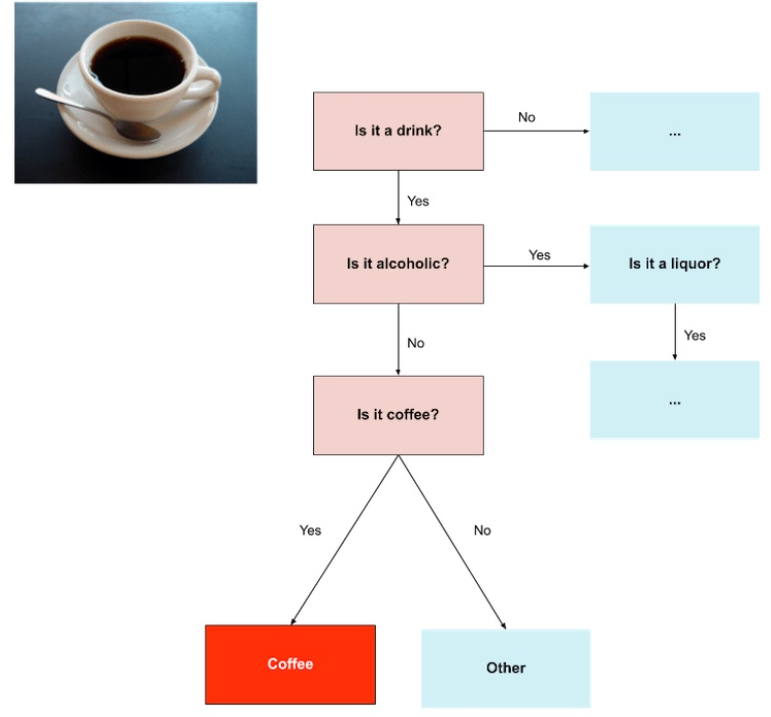 Is it a drink?
No
...
Yes
Is it alcoholic?
Yes
Is it a liquor?
No
Yes
...
Is it coffee?
Yes
No
Coffee
Other